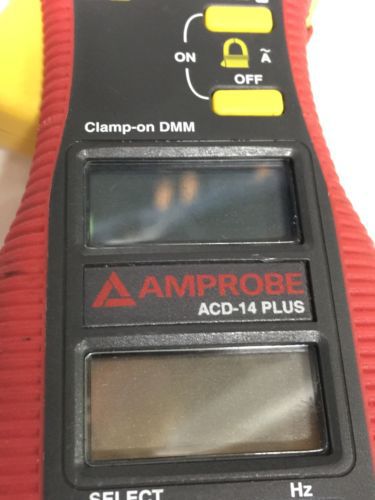 ON
Ã
OFF
Clamp-on DMM
AMPROBE
ACD-14 PLUS
SELECT
Hz